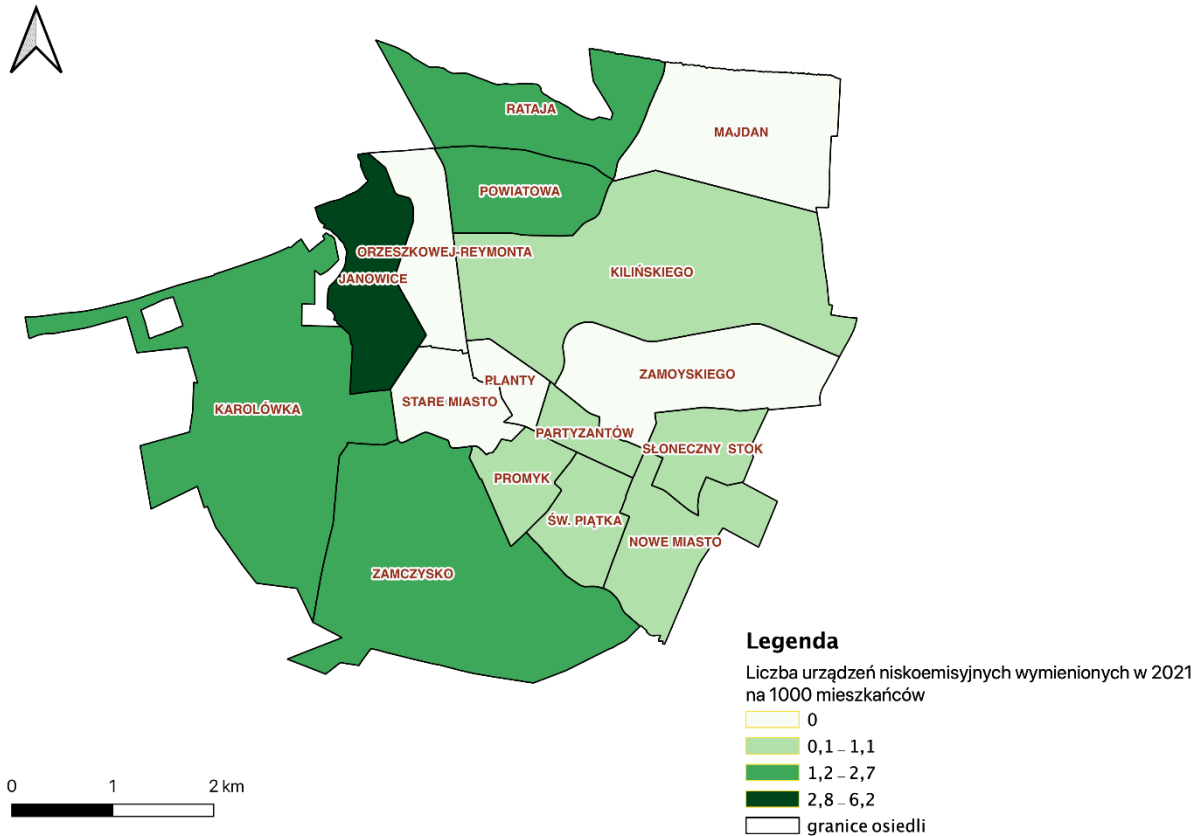 RATAJA
MAJDAN
POWIATOWA
ORZESZKOWEJ-REYMONTA
KILIŃSKIEGO
JANOWICE
ZAMOYSKIEGO
PLANTY
STARE MIASTO
KAROLÓWKA
PARTYZANTÓW
SŁONECZNY STOK
PROMYK
ŚW. PIĄTKA
NOWE MIASTO
ZAMCZYSKO
Legenda
Liczba urządzeń niskoemisyjnych wymienionych w 2021
na 1000 mieszkańców
0
0,1 – 1,1
1,2 – 2,7
2,8 – 6,2
granice osiedli
0 1 2 km